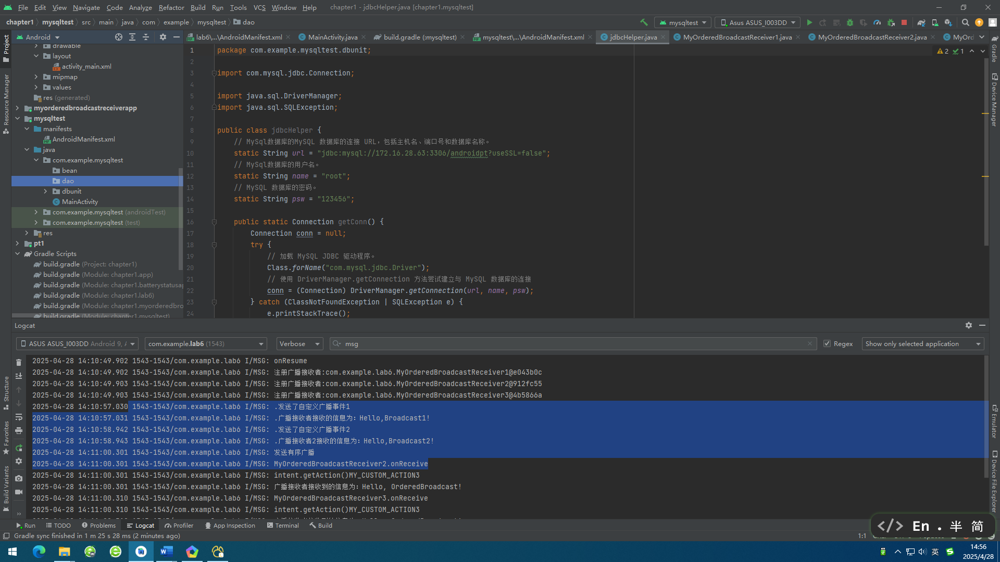 File Edit View Navigate Code Analyze Refactor Build Run Tools VCS Window Help chapter1 - jdbcHelper.java [chapter1.mysqltest]
chapter1 mysqltest src main java com example mysqltest dao
mysqltest Asus ASUS_I003DD
Android
lab6\...\AndroidManifest.xml MainActivity.java build.gradle (:mysqltest) mysqltest\...\AndroidManifest.xml jdbcHelper.java MyOrderedBroadcastReceiver1.java MyOrderedBroadcastReceiver2.java MyOrd
Project
Resource Manager
Structure
Favorites
Build Variants
drawable
layout
activity_main.xml
mipmap
values
res (generated)
myorderedbroadcastreceiverapp
mysqltest
manifests
AndroidManifest.xml
java
com.example.mysqltest
bean
dao
dbunit
MainActivity
com.example.mysqltest (androidTest)
com.example.mysqltest (test)
res
pt1
Gradle Scripts
build.gradle (Project: chapter1)
build.gradle (Module: chapter1.app)
build.gradle (Module: chapter1.batterystatusap
build.gradle (Module: chapter1.lab6)
build.gradle (Module: chapter1.myorderedbro
build.gradle (Module: chapter1.mysqltest)
2 1
1 package com.example.mysqltest.dbunit;
2
3 import com.mysql.jdbc.Connection;
4
5 import java.sql.DriverManager;
6 import java.sql.SQLException;
7
8 public class jdbcHelper {
9 // MySql数据库的MySQL 数据库的连接 URL，包括主机名、端口号和数据库名称。
10 static String url = "jdbc:mysql://172.16.28.63:3306/androidpt?useSSL=false";
11 // MySql数据库的用户名。
12 static String name = "root";
13 // MySQL 数据库的密码。
14 static String psw = "123456";
15
16 public static Connection getConn() {
17 Connection conn = null;
18 try {
19 // 加载 MySQL JDBC 驱动程序。
20 Class.forName("com.mysql.jdbc.Driver");
21 // 使用 DriverManager.getConnection 方法尝试建立与 MySQL 数据库的连接
22 conn = (Connection) DriverManager.getConnection(url, name, psw);
23 } catch (ClassNotFoundException | SQLException e) {
24 e.printStackTrace();
Gradle
Device Manager
Emulator
Device File Explorer
Logcat
ASUS ASUS_I003DD Android 9, A com.example.lab6 (1543) Verbose msg Regex Show only selected application
2025-04-28 14:10:49.902 1543-1543/com.example.lab6 I/MSG: onResume
2025-04-28 14:10:49.902 1543-1543/com.example.lab6 I/MSG: 注册广播接收者:com.example.lab6.MyOrderedBroadcastReceiver1@e043b0c
2025-04-28 14:10:49.903 1543-1543/com.example.lab6 I/MSG: 注册广播接收者:com.example.lab6.MyOrderedBroadcastReceiver2@912fc55
2025-04-28 14:10:49.903 1543-1543/com.example.lab6 I/MSG: 注册广播接收者:com.example.lab6.MyOrderedBroadcastReceiver3@4b5866a
2025-04-28 14:10:57.030 1543-1543/com.example.lab6 I/MSG: .发送了自定义广播事件1
2025-04-28 14:10:57.031 1543-1543/com.example.lab6 I/MSG: .广播接收者接收的信息为：Hello,Broadcast1!
2025-04-28 14:10:58.942 1543-1543/com.example.lab6 I/MSG: .发送了自定义广播事件2
2025-04-28 14:10:58.943 1543-1543/com.example.lab6 I/MSG: .广播接收者2接收的信息为：Hello,Broadcast2!
2025-04-28 14:11:00.301 1543-1543/com.example.lab6 I/MSG: 发送有序广播
2025-04-28 14:11:00.301 1543-1543/com.example.lab6 I/MSG: MyOrderedBroadcastReceiver2.onReceive
2025-04-28 14:11:00.301 1543-1543/com.example.lab6 I/MSG: intent.getAction()MY_CUSTOM_ACTION3
2025-04-28 14:11:00.301 1543-1543/com.example.lab6 I/MSG: 广播接收者接收到的信息为：Hello, OrderedBroadcast!
2025-04-28 14:11:00.310 1543-1543/com.example.lab6 I/MSG: MyOrderedBroadcastReceiver3.onReceive
2025-04-28 14:11:00.310 1543-1543/com.example.lab6 I/MSG: intent.getAction()MY_CUSTOM_ACTION3
Run TODO Problems Logcat Profiler App Inspection Terminal Build
Gradle sync finished in 1 m 25 s 28 ms (2 minutes ago) 1:1
</> En . 半 简
英 14:56
2025/4/28